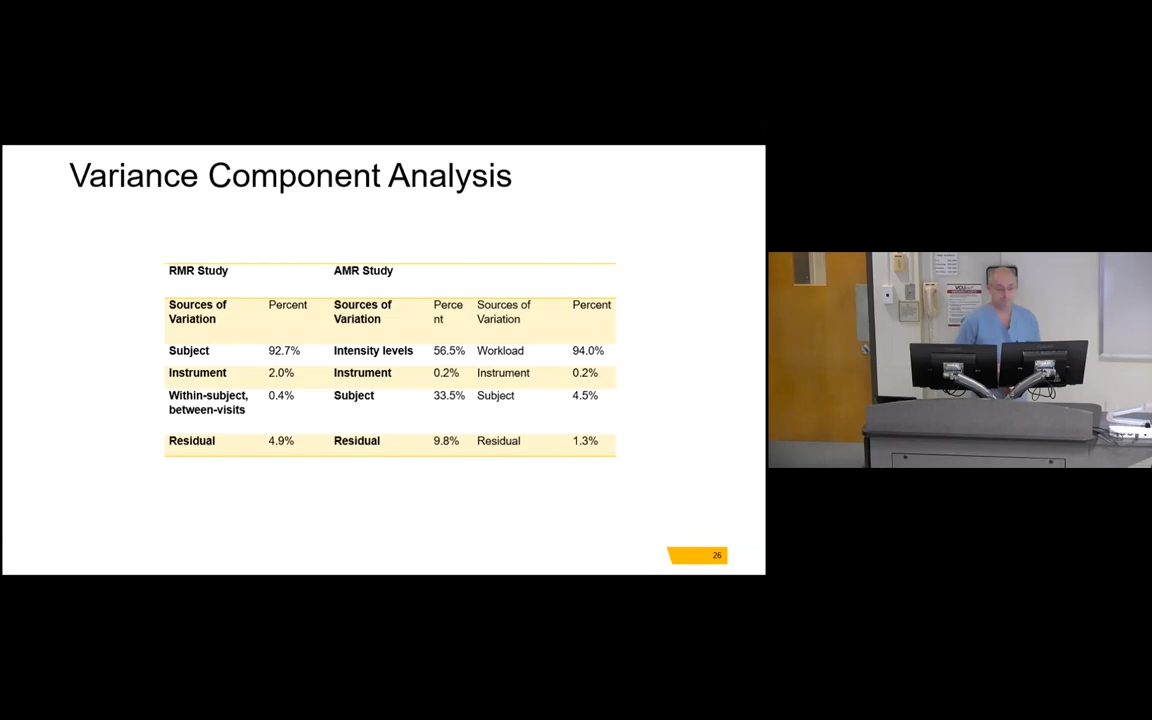 Variance Component Analysis
RMR Study AMR Study
Sources of Variation Percent Sources of Variation Perce nt Sources of Variation Percent
Subject 92.7% Intensity levels 56.5% Workload 94.0%
Instrument 2.0% Instrument 0.2% Instrument 0.2%
Within-subject, between-visits 0.4% Subject 33.5% Subject 4.5%
Residual 4.9% Residual 9.8% Residual 1.3%
26
VCU